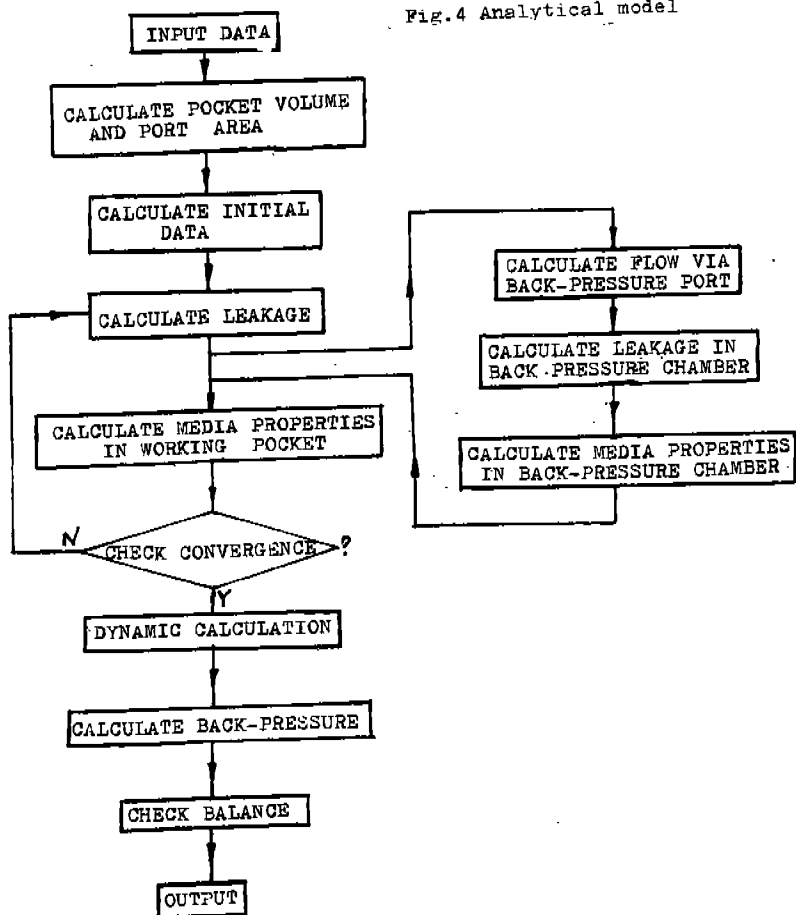 Fig.4 Analytical model
INPUT DATA
CALCULATE POCKET VOLUME
AND PORT AREA
CALCULATE INITIAL
DATA
CALCULATE LEAKAGE
CALCULATE FLOW VIA
BACK-PRESSURE PORT
CALCULATE LEAKAGE IN
BACK-PRESSURE CHAMBER
CALCULATE MEDIA PROPERTIES
IN BACK-PRESSURE CHAMBER
CALCULATE MEDIA PROPERTIES
IN WORKING POCKET
N
CHECK CONVERGENCE ?
Y
DYNAMIC CALCULATION
CALCULATE BACK-PRESSURE
CHECK BALANCE
OUTPUT